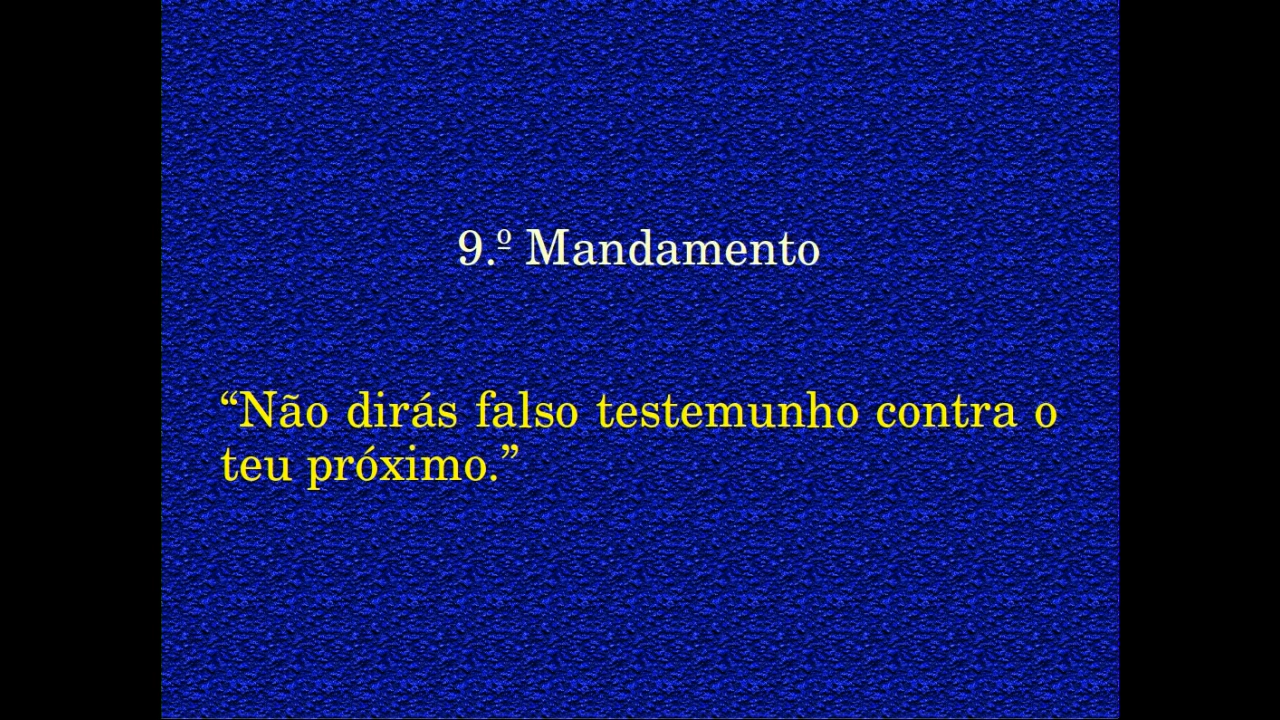 9.º Mandamento
“Não dirás falso testemunho contra o
teu próximo.”